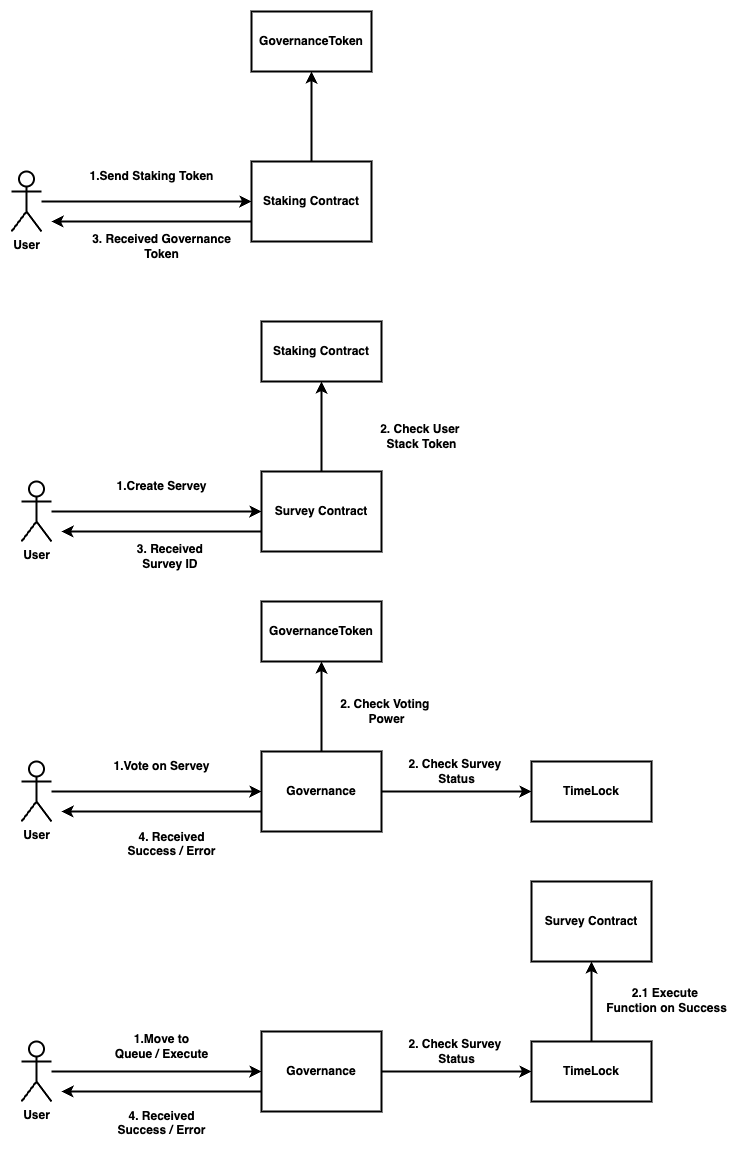 GovernanceToken
1.Send Staking Token
Staking Contract
3. Received Governance
Token
User
Staking Contract
2. Check User
Stack Token
1.Create Servey
Survey Contract
3. Received
Survey ID
User
GovernanceToken
2. Check Voting
Power
1.Vote on Servey
Governance
2. Check Survey
Status
TimeLock
4. Received
Success / Error
User
Survey Contract
2.1 Execute
Function on Success
1.Move to
Queue / Execute
Governance
2. Check Survey
Status
TimeLock
4. Received
Success / Error
User